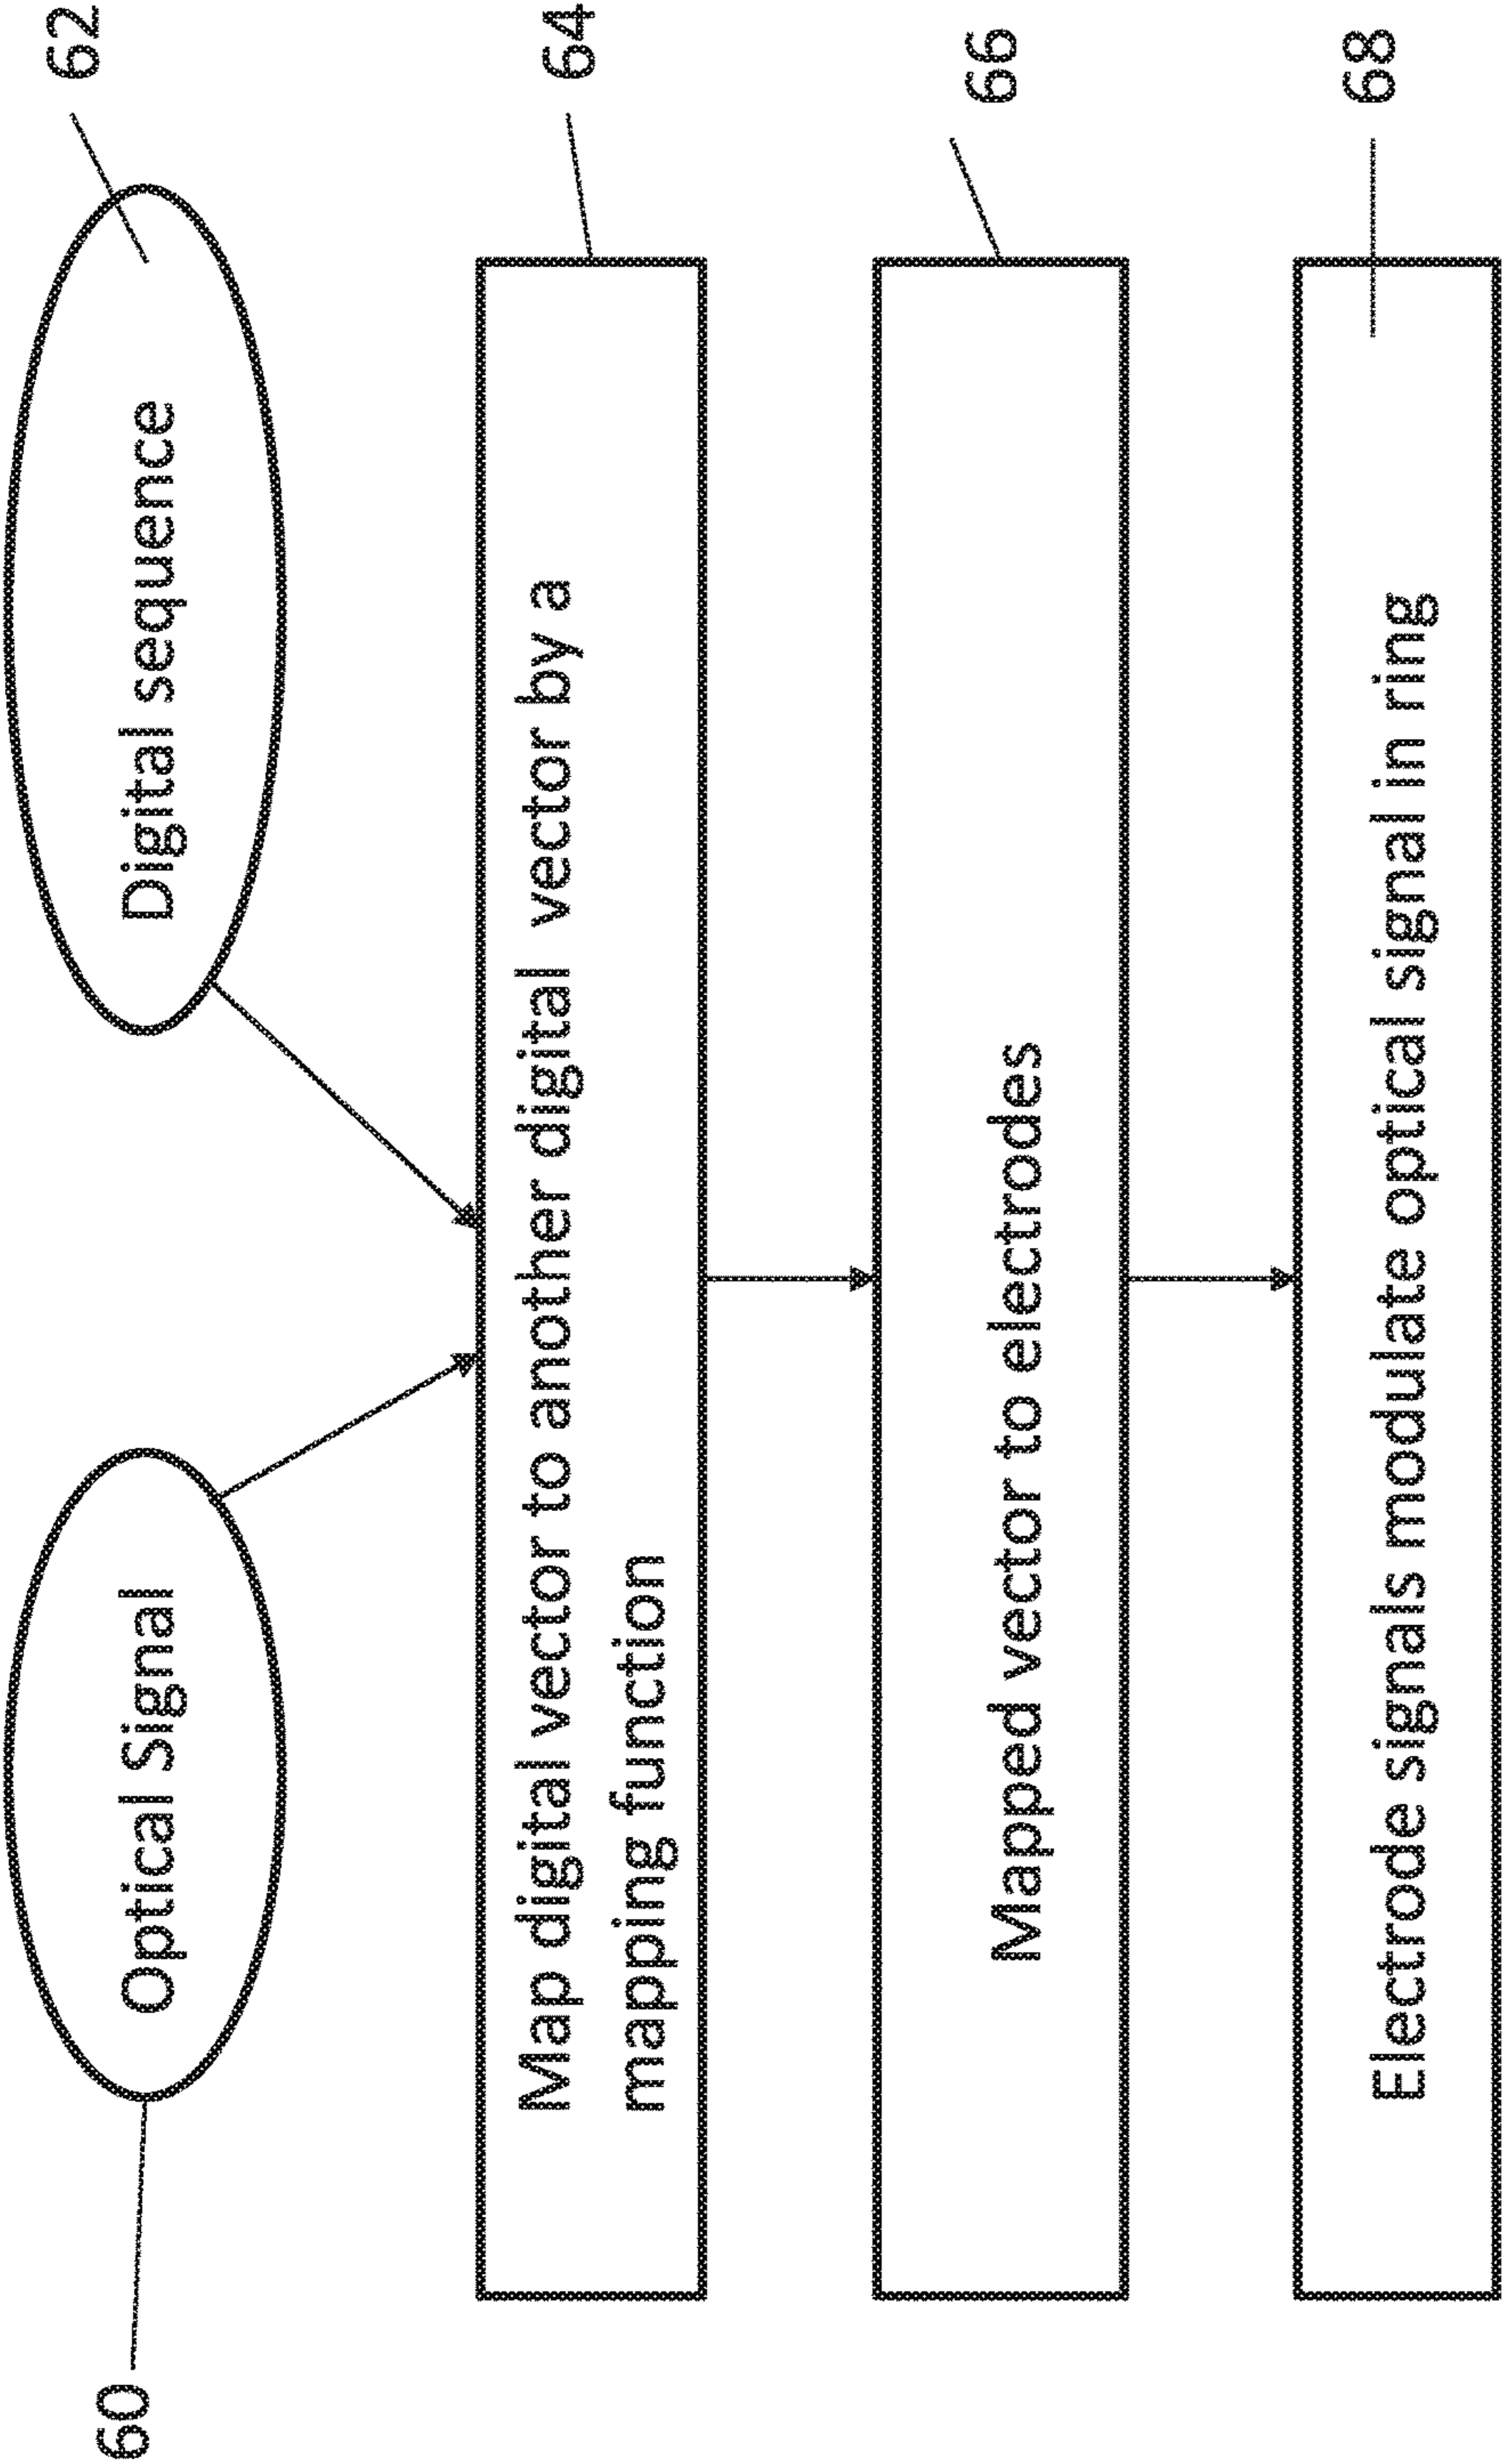 60
Optical Signal
Digital sequence
62
Map digital vector to another digital vector by a
mapping function
64
Mapped vector to electrodes
66
Electrode signals modulate optical signal in ring
68